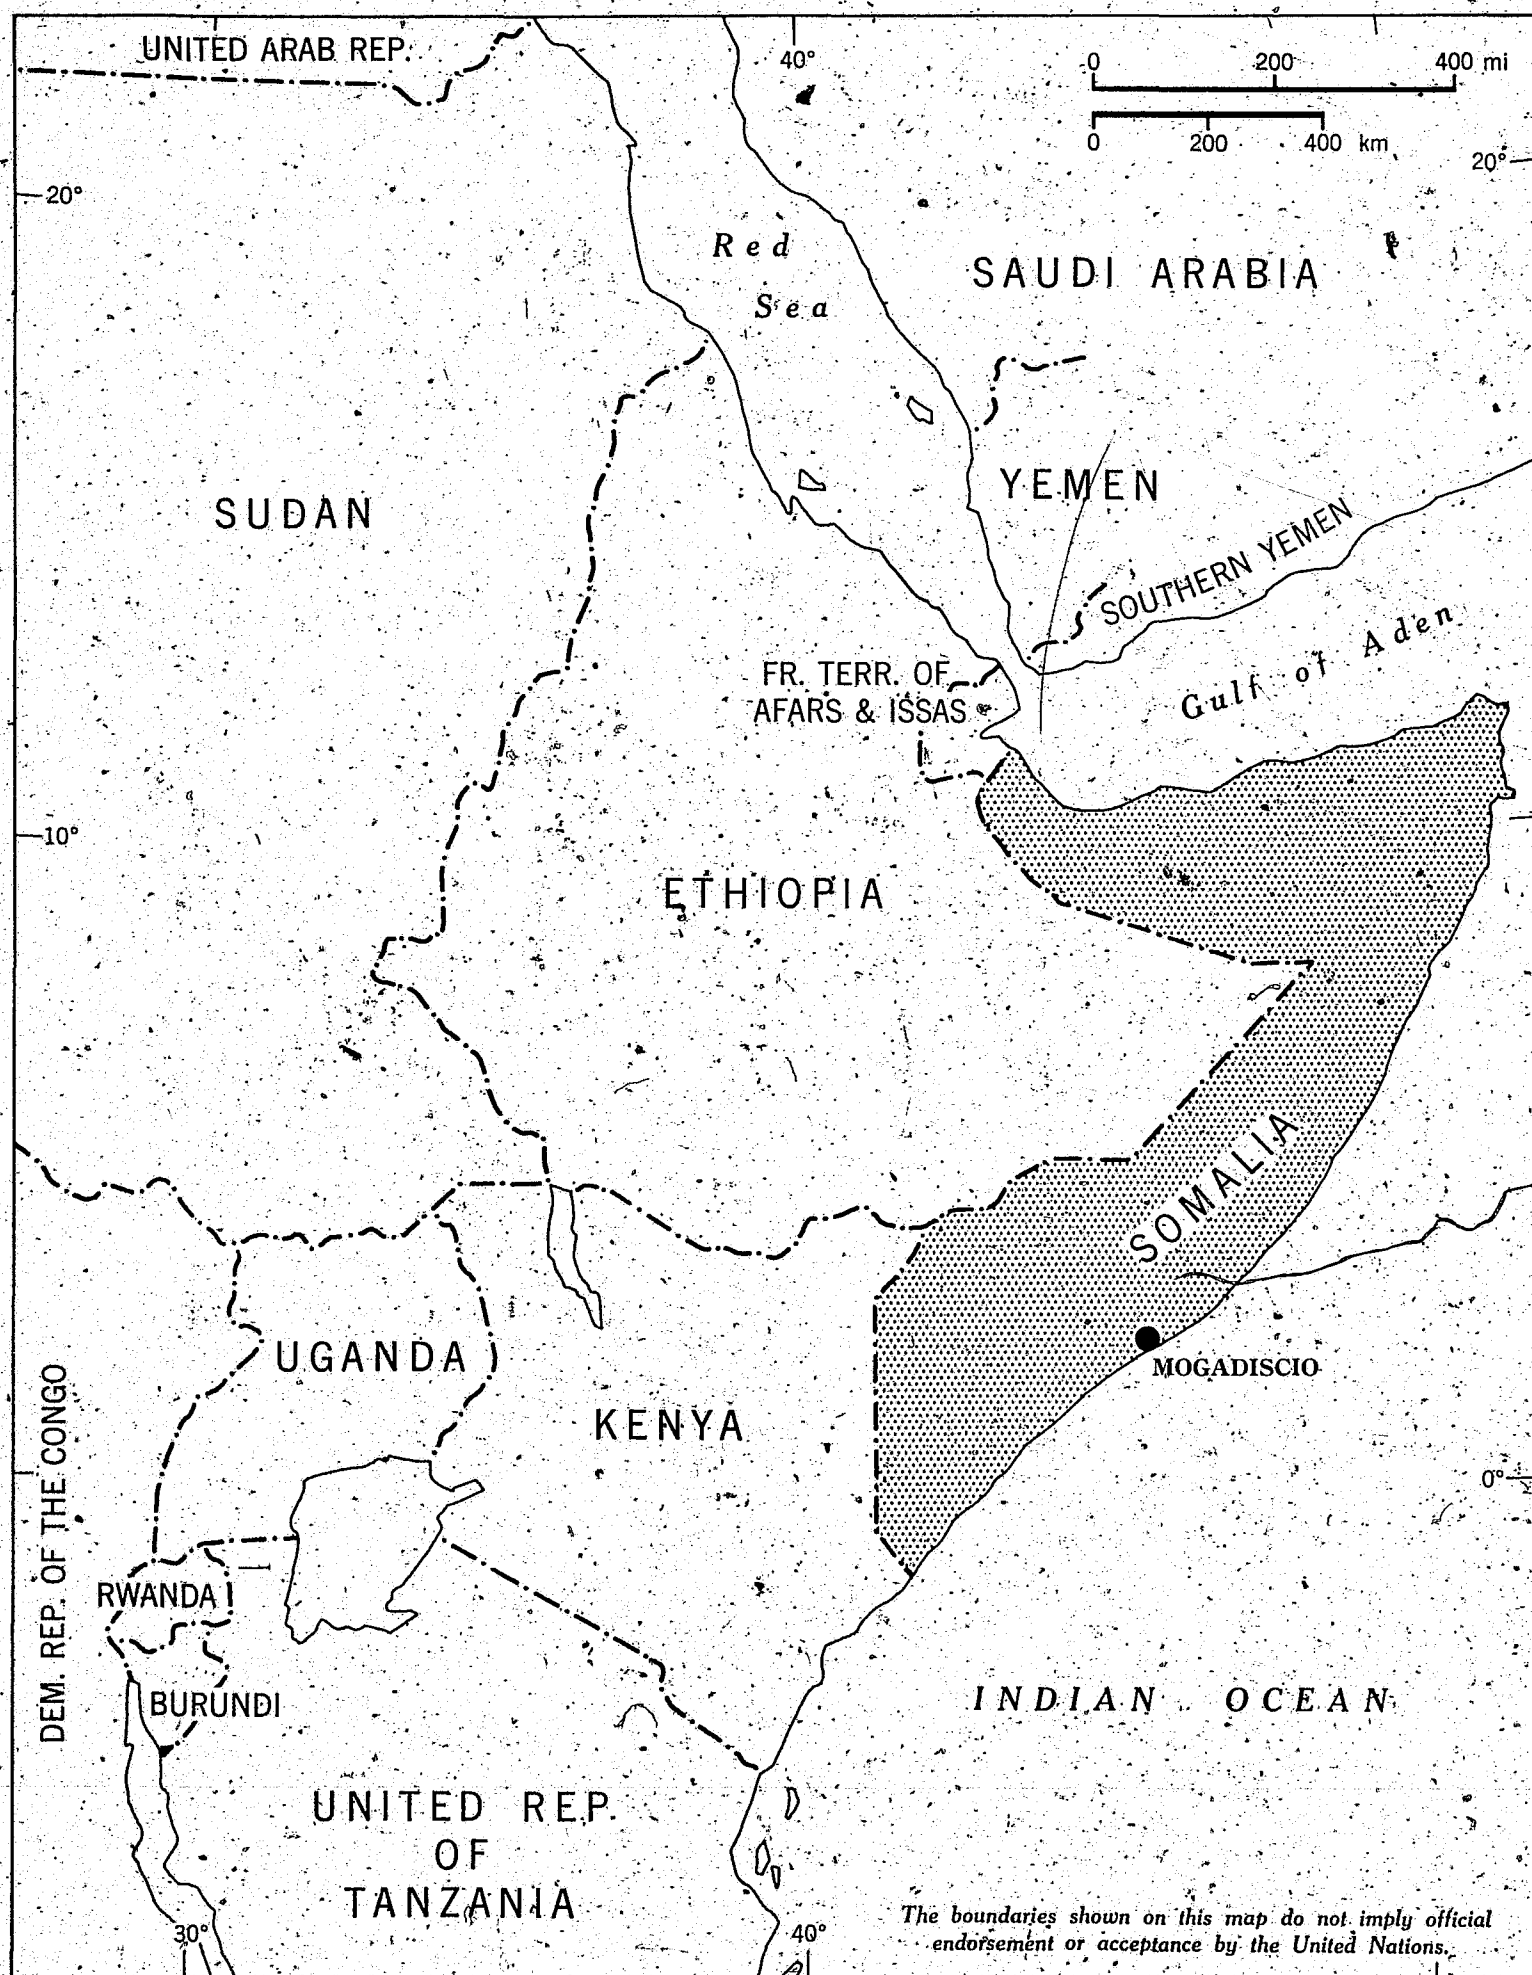 UNITED ARAB REP.
40°
0 200 400 mi
0 200 400 km
20°
20°
Red
Sea
SAUDI ARABIA
SUDAN
YEMEN
SOUTHERN YEMEN
Gulf of Aden
FR. TERR. OF
AFARS & ISSAS
10°
ETHIOPIA
SOMALIA
UGANDA
MOGADISCIO
KENYA
DEM. REP. OF THE CONGO
0°
RWANDA
BURUNDI
INDIAN OCEAN
UNITED REP.
OF
TANZANIA
30°
40°
The boundaries shown on this map do not imply official
endorsement or acceptance by the United Nations.